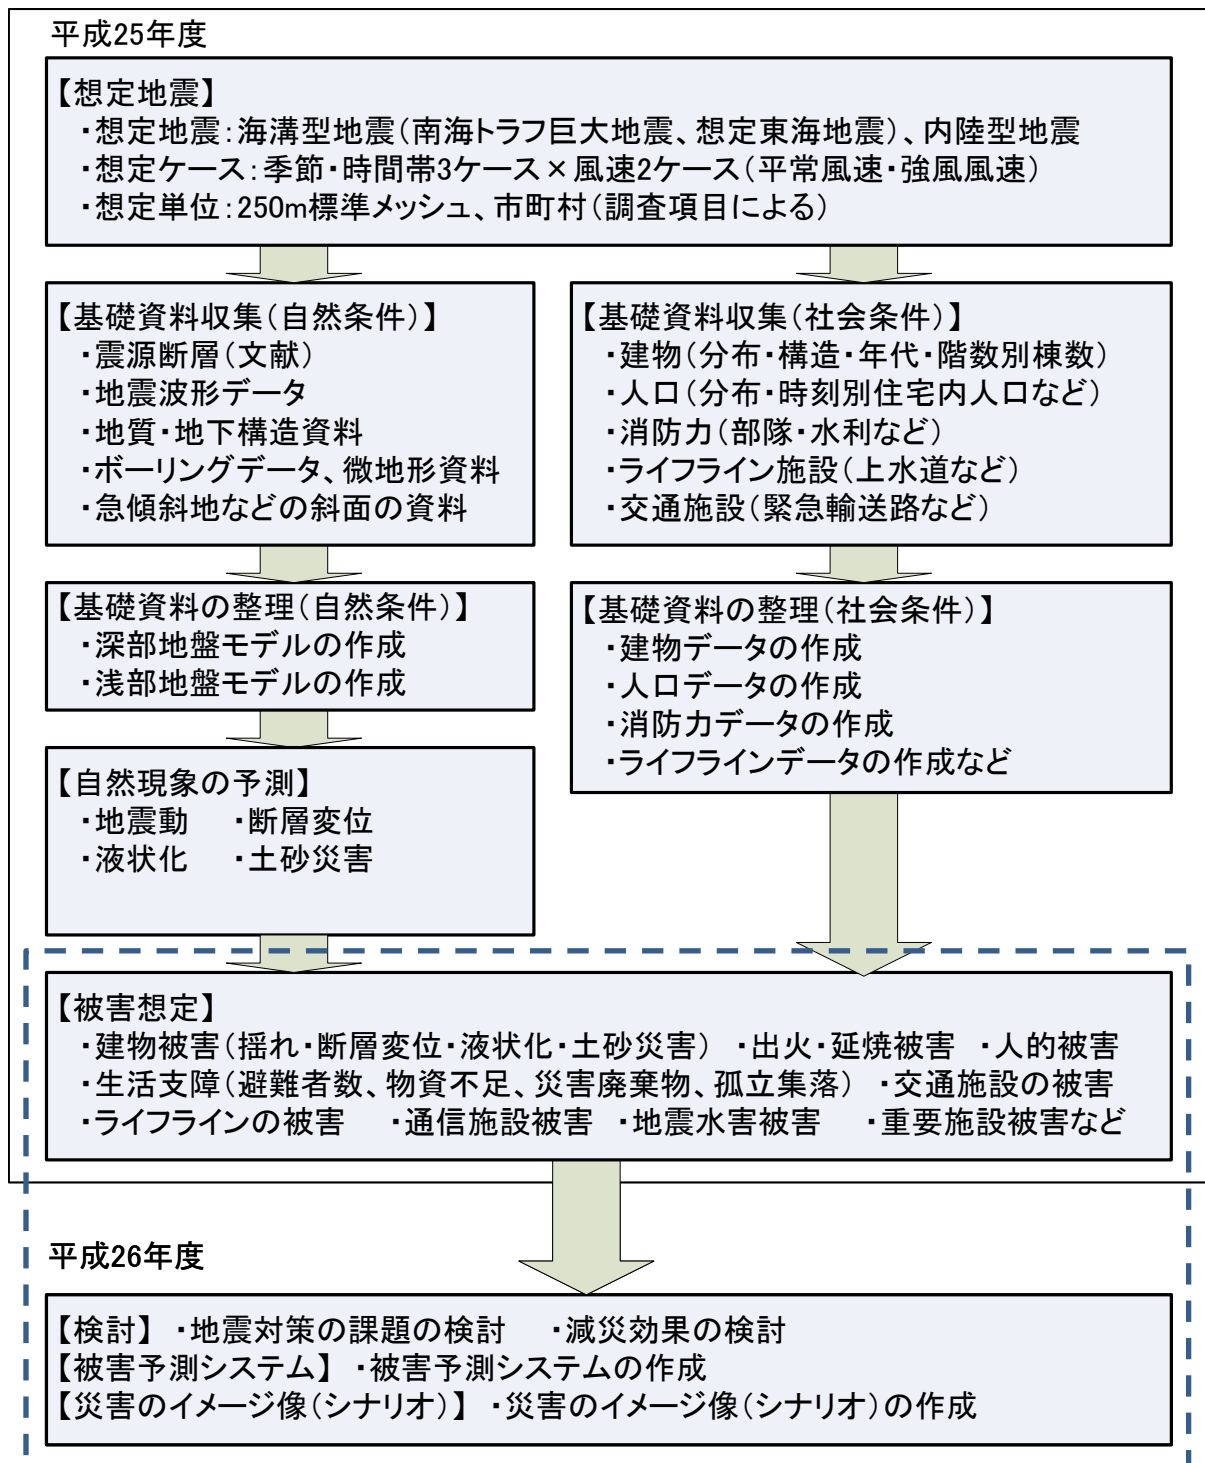 平成25年度
【想定地震】
・想定地震：海溝型地震（南海トラフ巨大地震、想定東海地震）、内陸型地震
・想定ケース：季節・時間帯3ケース×風速2ケース（平常風速・強風風速）
・想定単位：250m標準メッシュ、市町村（調査項目による）
【基礎資料収集（自然条件）】
・震源断層（文献）
・地震波形データ
・地質・地下構造資料
・ボーリングデータ、微地形資料
・急傾斜地などの斜面の資料
【基礎資料収集（社会条件）】
・建物（分布・構造・年代・階数別棟数）
・人口（分布・時刻別住宅内人口など）
・消防力（部隊・水利など）
・ライフライン施設（上水道など）
・交通施設（緊急輸送路など）
【基礎資料の整理（自然条件）】
・深部地盤モデルの作成
・浅部地盤モデルの作成
【基礎資料の整理（社会条件）】
・建物データの作成
・人口データの作成
・消防力データの作成
・ライフラインデータの作成など
【自然現象の予測】
・地震動　・断層変位
・液状化　・土砂災害
【被害想定】
・建物被害（揺れ・断層変位・液状化・土砂災害）　・出火・延焼被害　・人的被害
・生活支障（避難者数、物資不足、災害廃棄物、孤立集落）　・交通施設の被害
・ライフラインの被害　・通信施設被害　・地震水害被害　・重要施設被害など
平成26年度
【検討】　・地震対策の課題の検討　・減災効果の検討
【被害予測システム】　・被害予測システムの作成
【災害のイメージ像（シナリオ）】　・災害のイメージ像（シナリオ）の作成